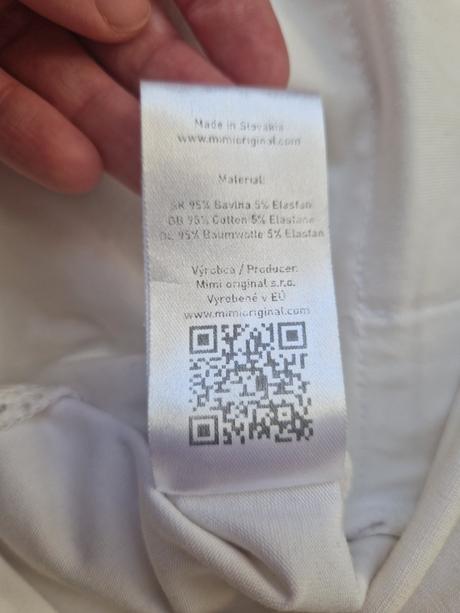 Made in Slovakia
www.mimioriginal.com
Material:
SK 95% Bavlna 5% Elastan
GB 95% Cotton 5% Elastane
DE 95% Baumwolle 5% Elastan
Výrobca / Producer:
Mimi original s.r.o.
Vyrobené v EÚ
www.mimioriginal.com